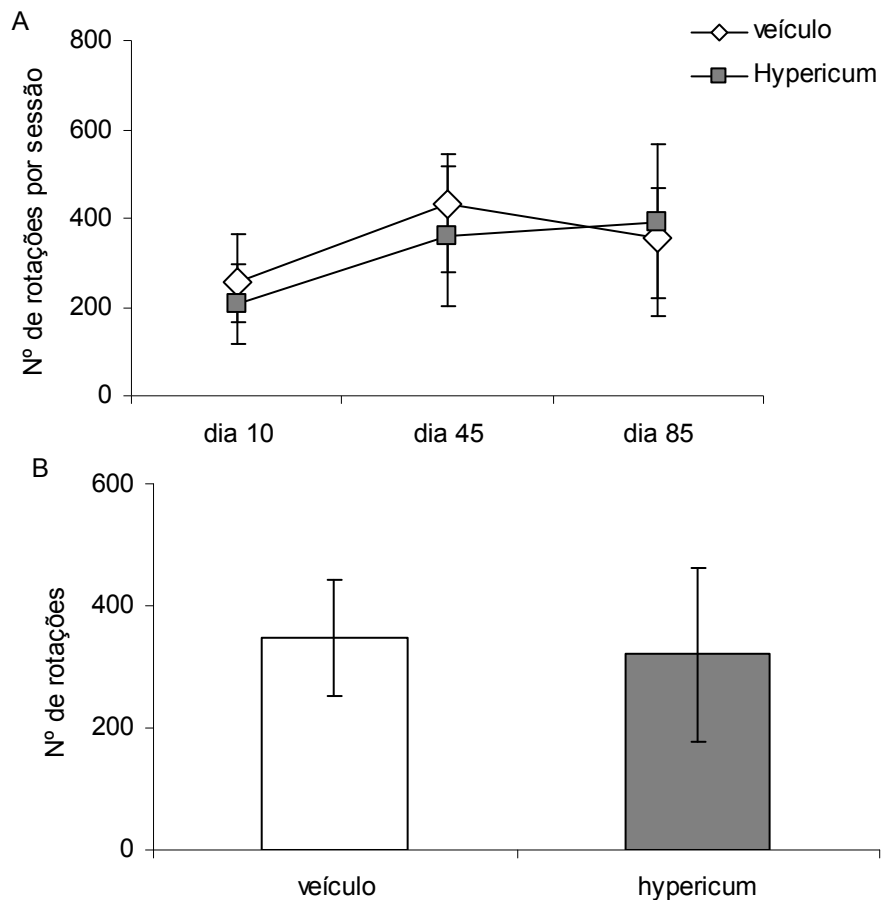 A
800
600
400
200
0
Nº de rotações por sessão
veículo
Hypericum
dia 10
dia 45
dia 85
B
600
400
200
0
Nº de rotações
veículo
hypericum